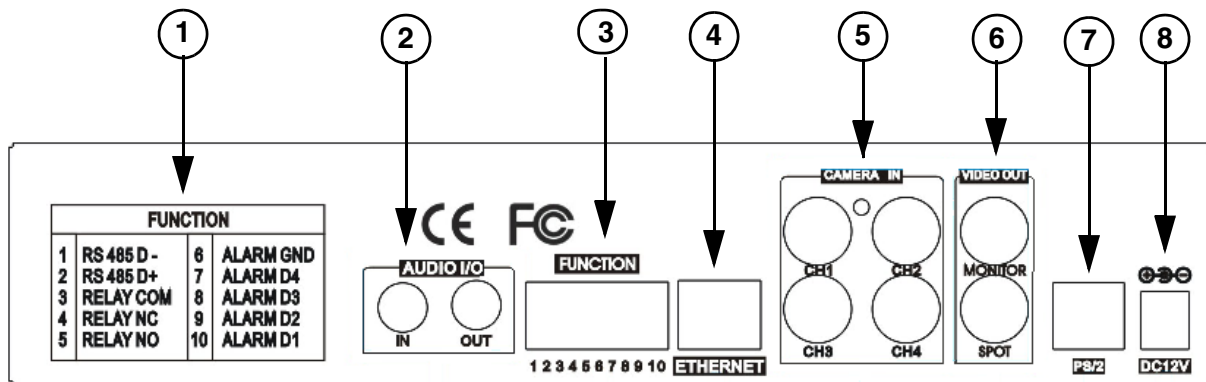 1 2 3 4 5 6 7 8
FUNCTION
1 RS 485 D - 6 ALARM GND
2 RS 485 D+ 7 ALARM D4
3 RELAY COM 8 ALARM D3
4 RELAY NC 9 ALARM D2
5 RELAY NO 10 ALARM D1
CE FC
AUDIO I/O
IN OUT
FUNCTION
1 2 3 4 5 6 7 8 9 10
ETHERNET
CAMERA IN
CH1 CH2
CH3 CH4
VIDEO OUT
MONITOR
SPOT
PS/2
DC12V